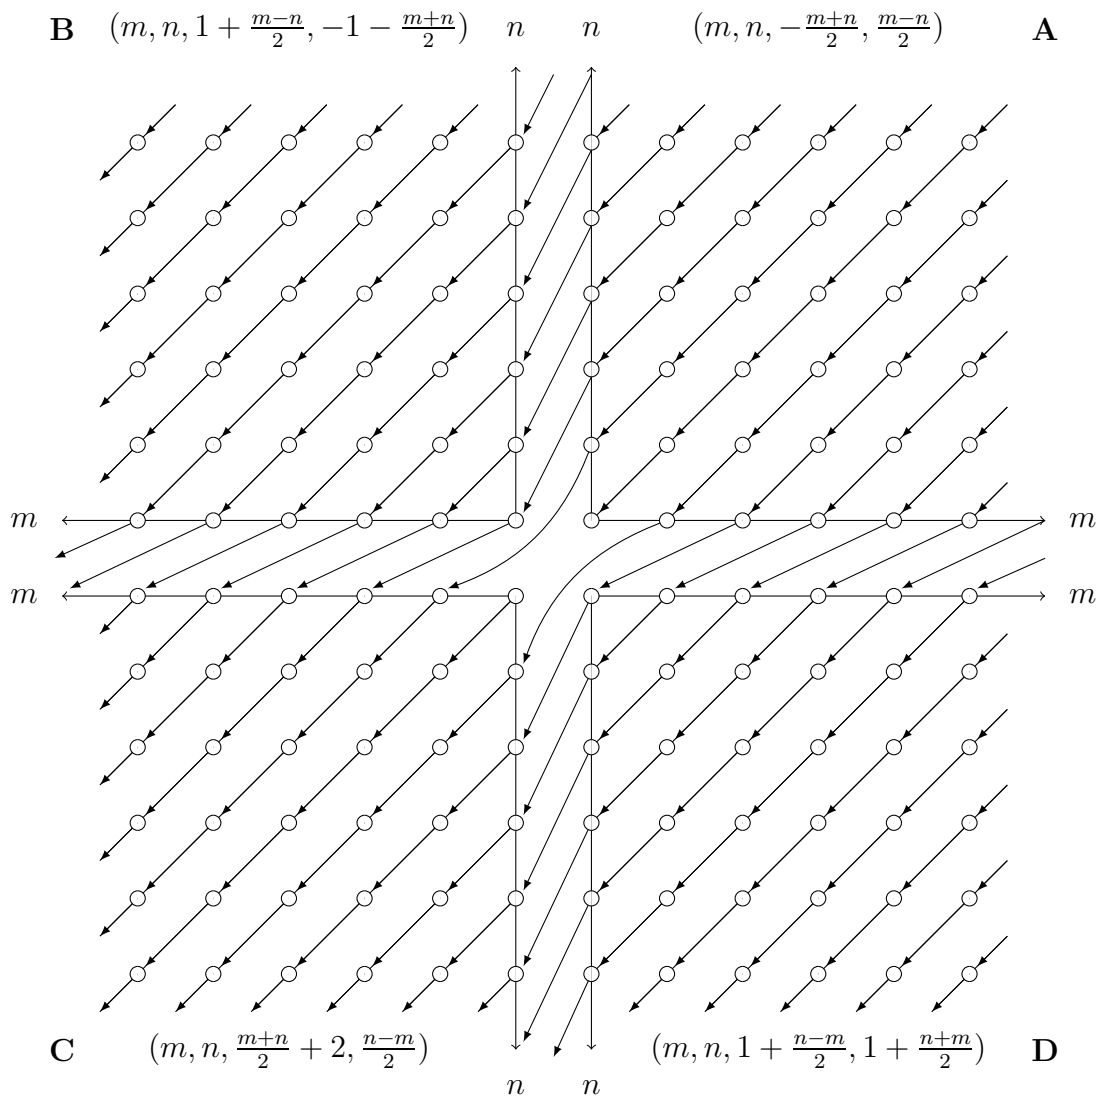 B (m, n, 1 + \frac{m-n}{2}, -1 - \frac{m+n}{2}) n n (m, n, -\frac{m+n}{2}, \frac{m-n}{2}) A
m m
m m
C (m, n, \frac{m+n}{2} + 2, \frac{n-m}{2}) (m, n, 1 + \frac{n-m}{2}, 1 + \frac{n+m}{2}) D
n n